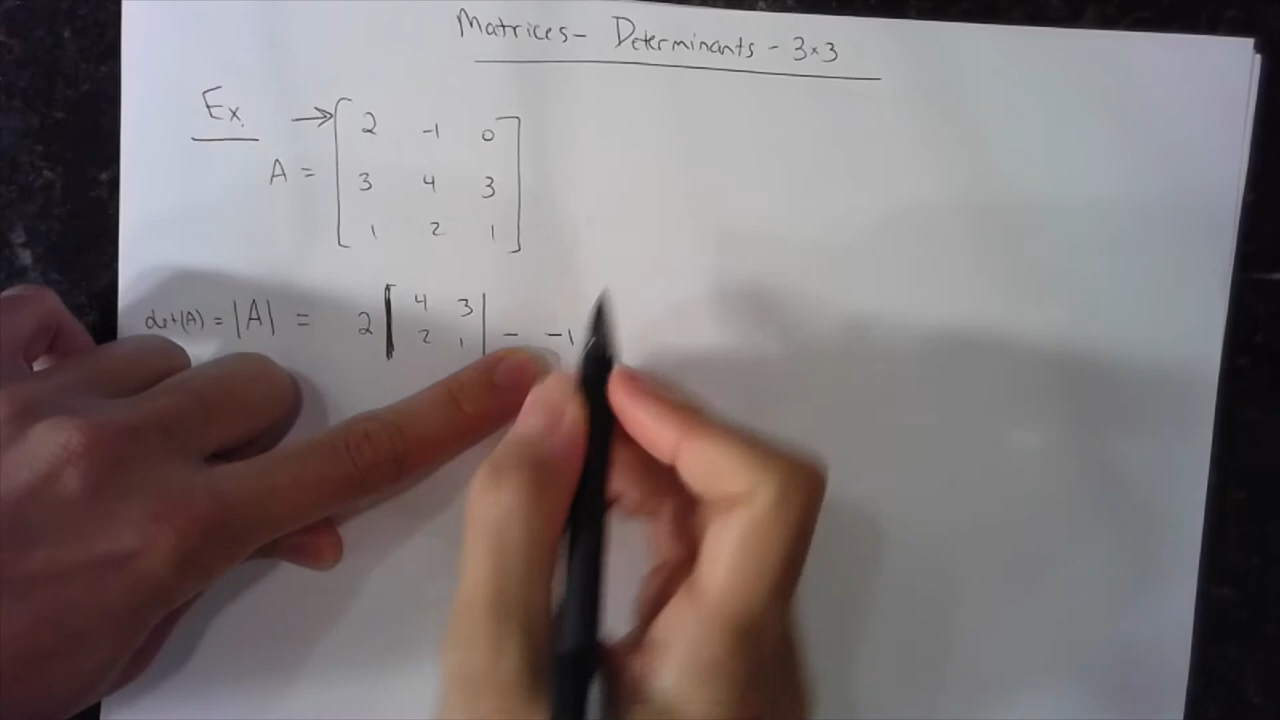 Matrices - Determinants - 3×3
Ex.
→ 2 -1 0
A = 3 4 3
1 2 1
det(A) = |A| = 2 | 4 3 | - -1
2 1